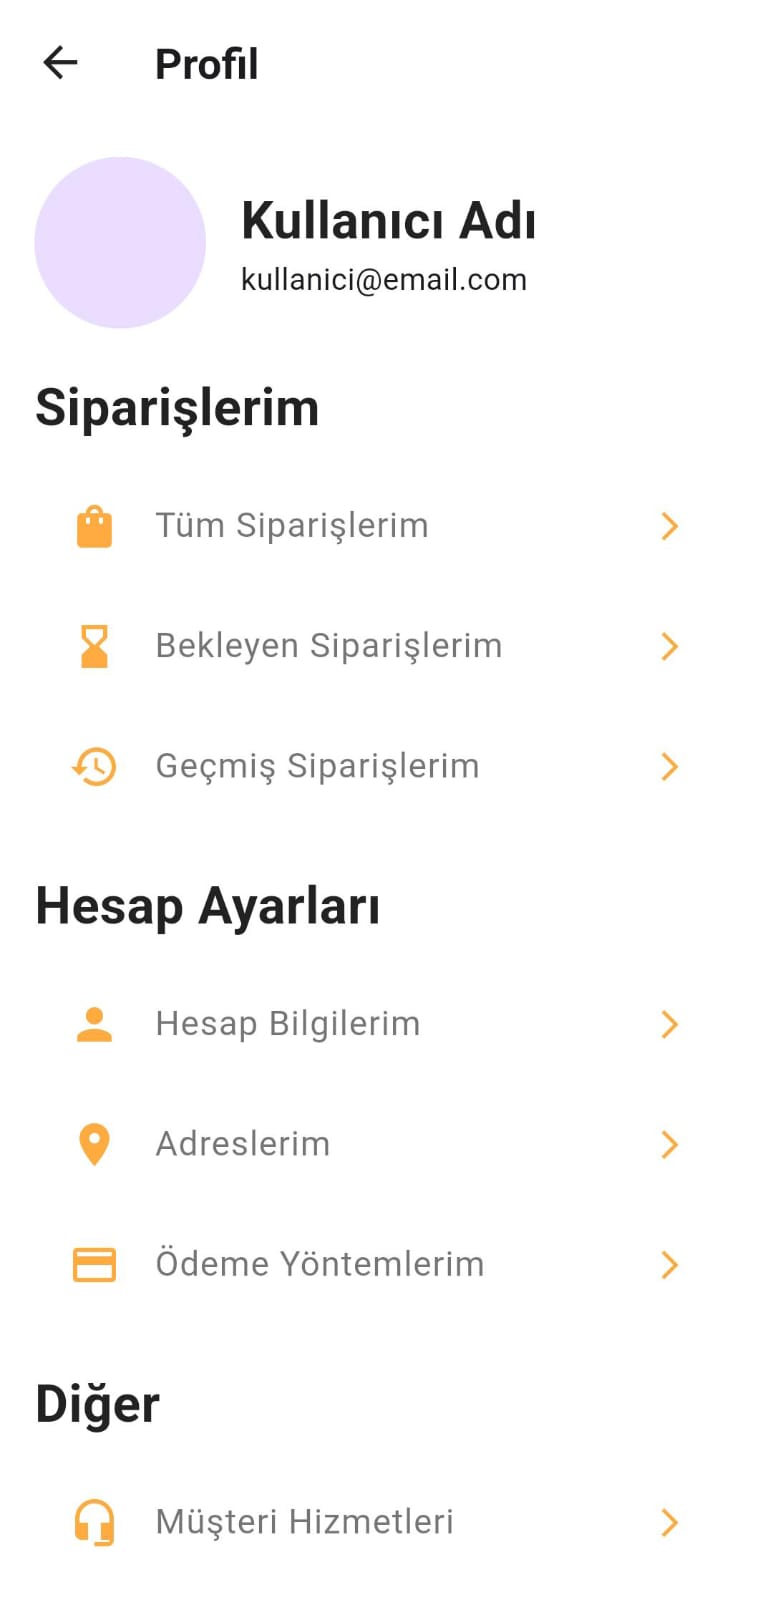 Profil
Kullanıcı Adı
kullanici@email.com
Siparişlerim
Tüm Siparişlerim
Bekleyen Siparişlerim
Geçmiş Siparişlerim
Hesap Ayarları
Hesap Bilgilerim
Adreslerim
Ödeme Yöntemlerim
Diğer
Müşteri Hizmetleri